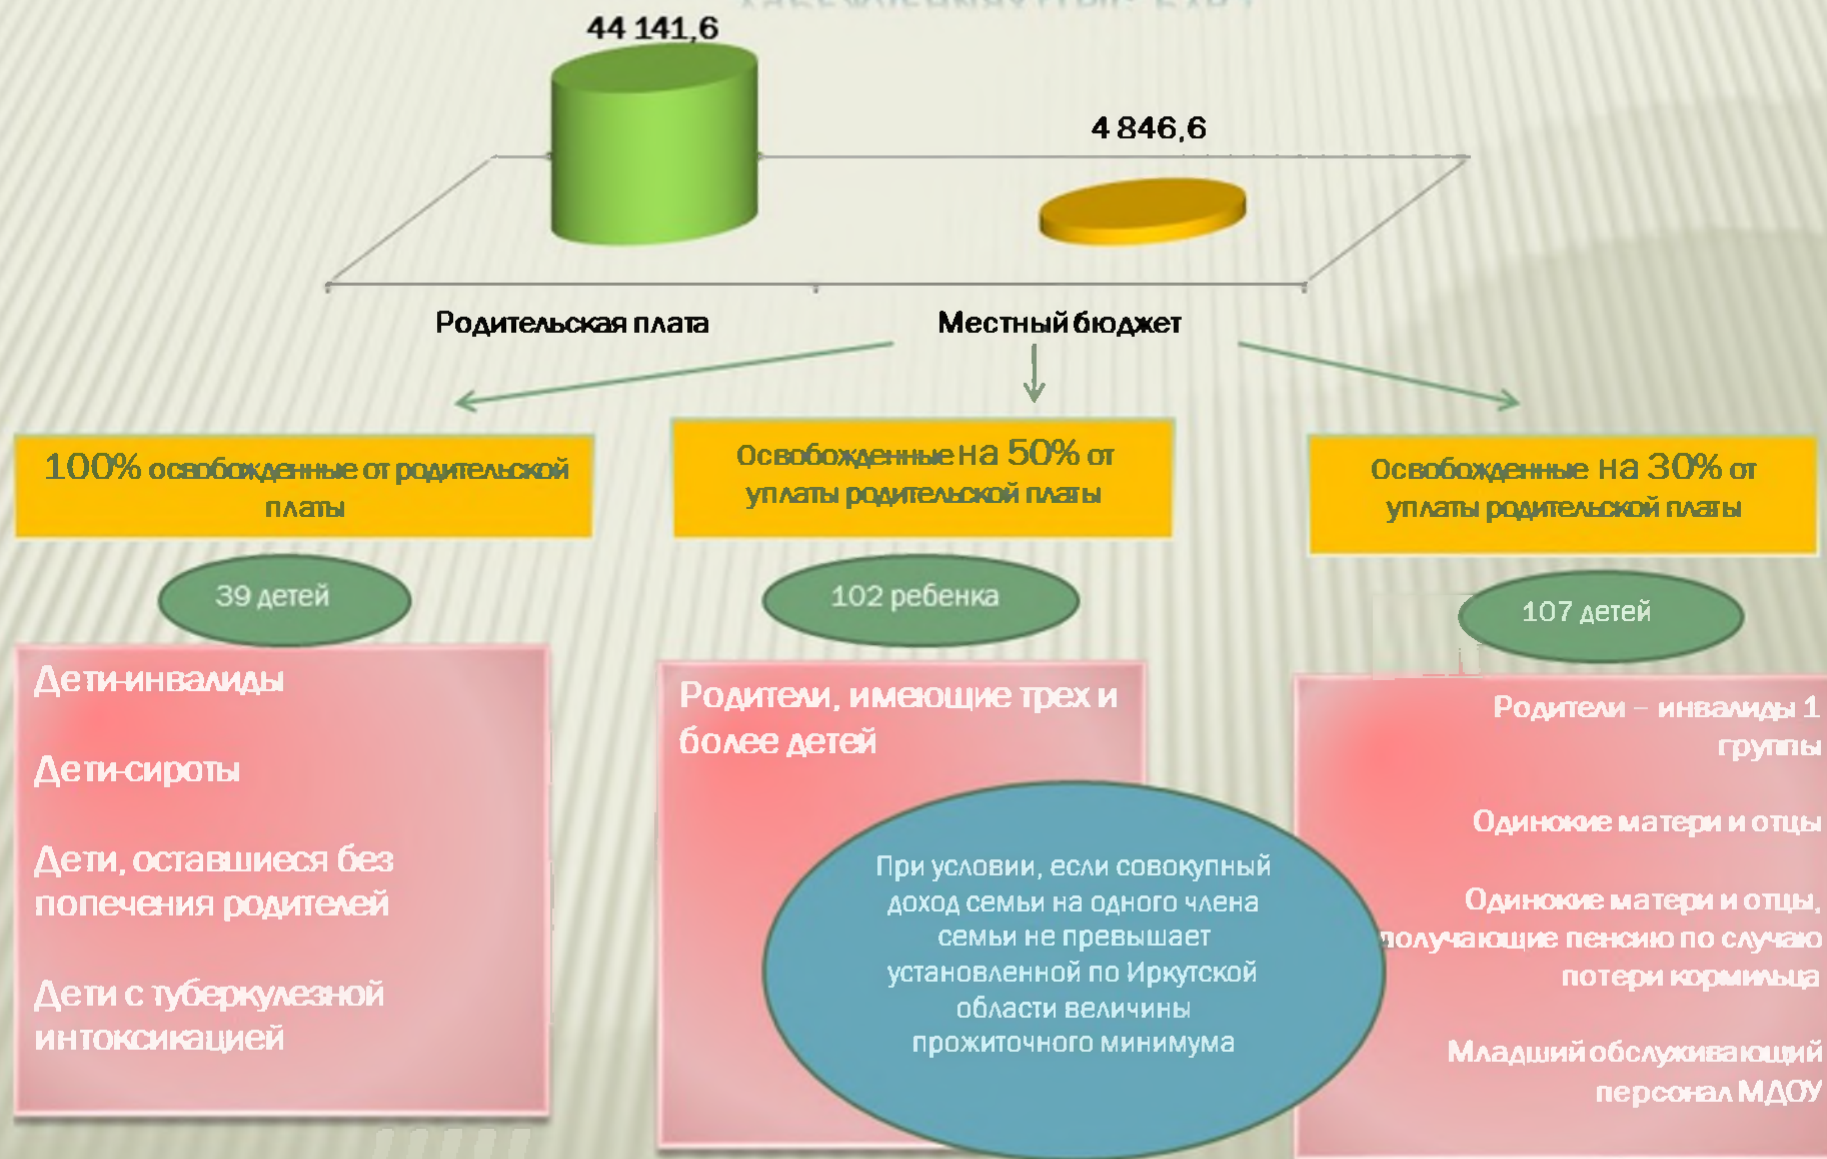 44 141,6
4 846,6
Родительская плата
Местный бюджет
100% освобожденные от родительской
платы
Освобожденные на 50% от
уплаты родительской платы
Освобожденные на 30% от
уплаты родительской платы
39 детей
102 ребенка
107 детей
Дети-инвалиды
Дети-сироты
Дети, оставшиеся без
попечения родителей
Дети с туберкулезной
интоксикацией
Родители, имеющие трех и
более детей
При условии, если совокупный
доход семьи на одного члена
семьи не превышает
установленной по Иркутской
области величины
прожиточного минимума
Родители – инвалиды 1
группы
Одинокие матери и отцы
Одинокие матери и отцы,
получающие пенсию по случаю
потери кормильца
Младший обслуживающий
персонал МДОУ